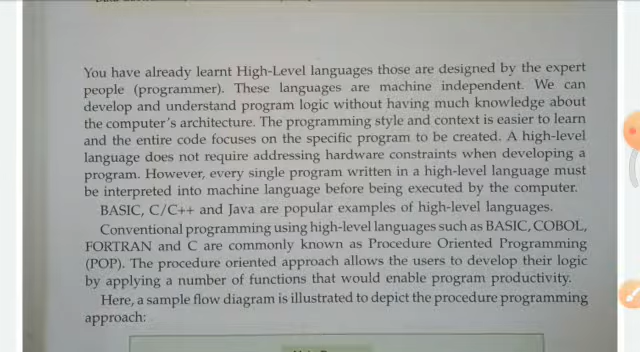 You have already learnt High-Level languages those are designed by the expert
people (programmer). These languages are machine independent. We can
develop and understand program logic without having much knowledge about
the computer's architecture. The programming style and context is easier to learn
and the entire code focuses on the specific program to be created. A high-level
language does not require addressing hardware constraints when developing a
program. However, every single program written in a high-level language must
be interpreted into machine language before being executed by the computer.
BASIC, C/C++ and Java are popular examples of high-level languages.
Conventional programming using high-level languages such as BASIC, COBOL,
FORTRAN and C are commonly known as Procedure Oriented Programming
(POP). The procedure oriented approach allows the users to develop their logic
by applying a number of functions that would enable program productivity.
Here, a sample flow diagram is illustrated to depict the procedure programming
approach: